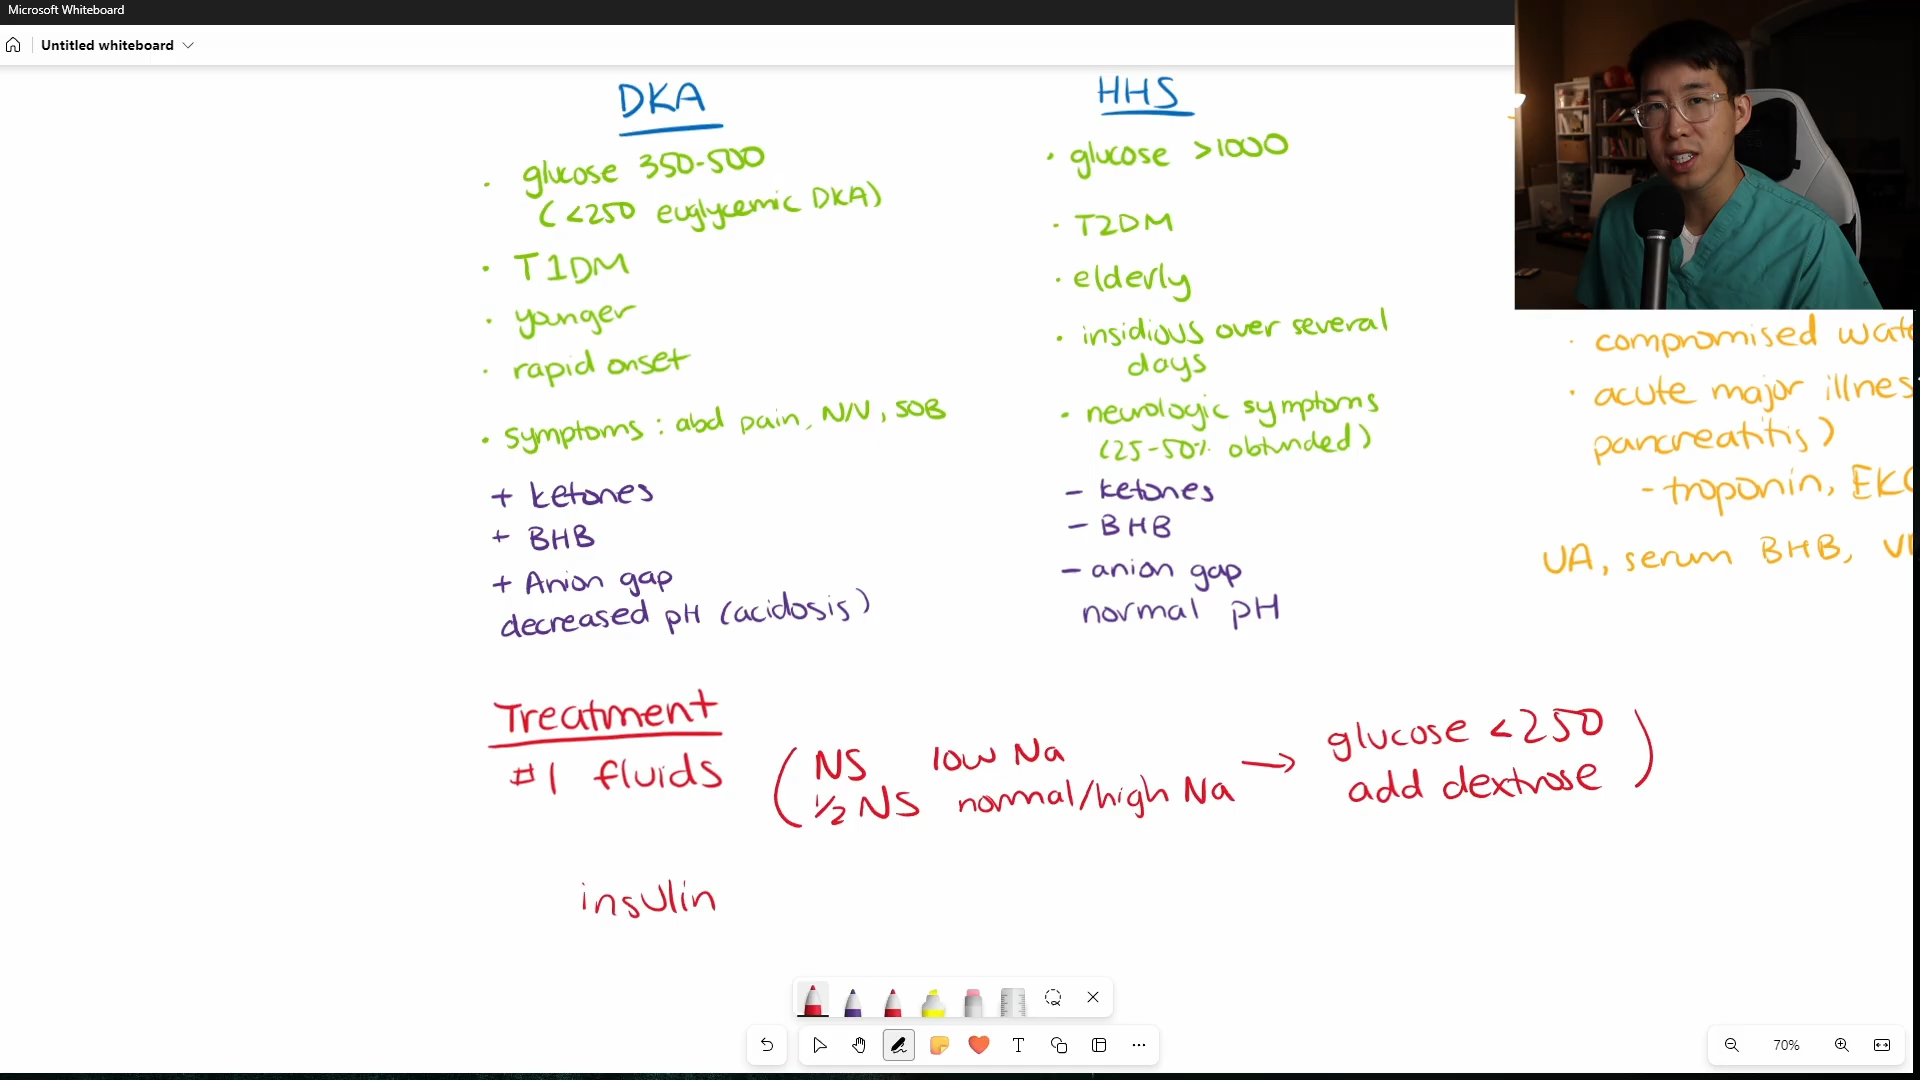 Microsoft Whiteboard
Untitled whiteboard
DKA
· glucose 350-500
(<250 euglycemic DKA)
· T1DM
· younger
· rapid onset
· symptoms : abd pain, N/V, SOB
+ ketones
+ BHB
+ Anion gap
decreased pH (acidosis)
HHS
· glucose >1000
· T2DM
· elderly
· insidious over several
days
· neurologic symptoms
(25-50% obtunded)
- ketones
- BHB
- anion gap
normal pH
· compromised
· acute major
pancreatitis)
- troponin,
UA, serum BHB,
Treatment
#1 fluids
(NS low Na
1/2 NS normal/high Na
→ glucose <250
add dextrose )
insulin
70%